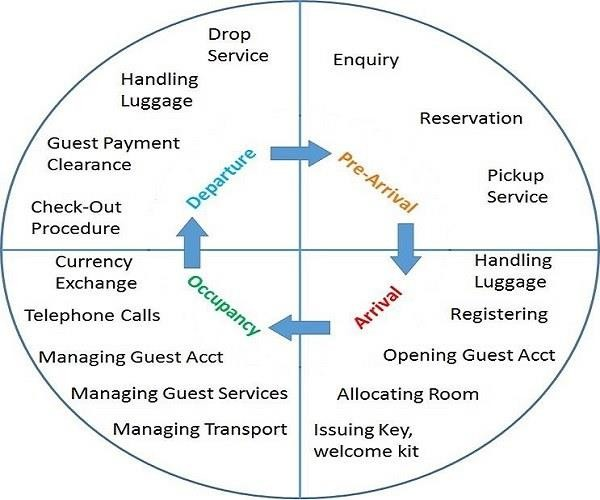 Drop
Service
Handling
Luggage
Guest Payment
Clearance
Check-Out
Procedure
Departure
Enquiry
Reservation
Pickup
Service
Pre-Arrival
Handling
Luggage
Registering
Opening Guest Acct
Allocating Room
Issuing Key,
welcome kit
Arrival
Currency
Exchange
Telephone Calls
Managing Guest Acct
Managing Guest Services
Managing Transport
Occupancy